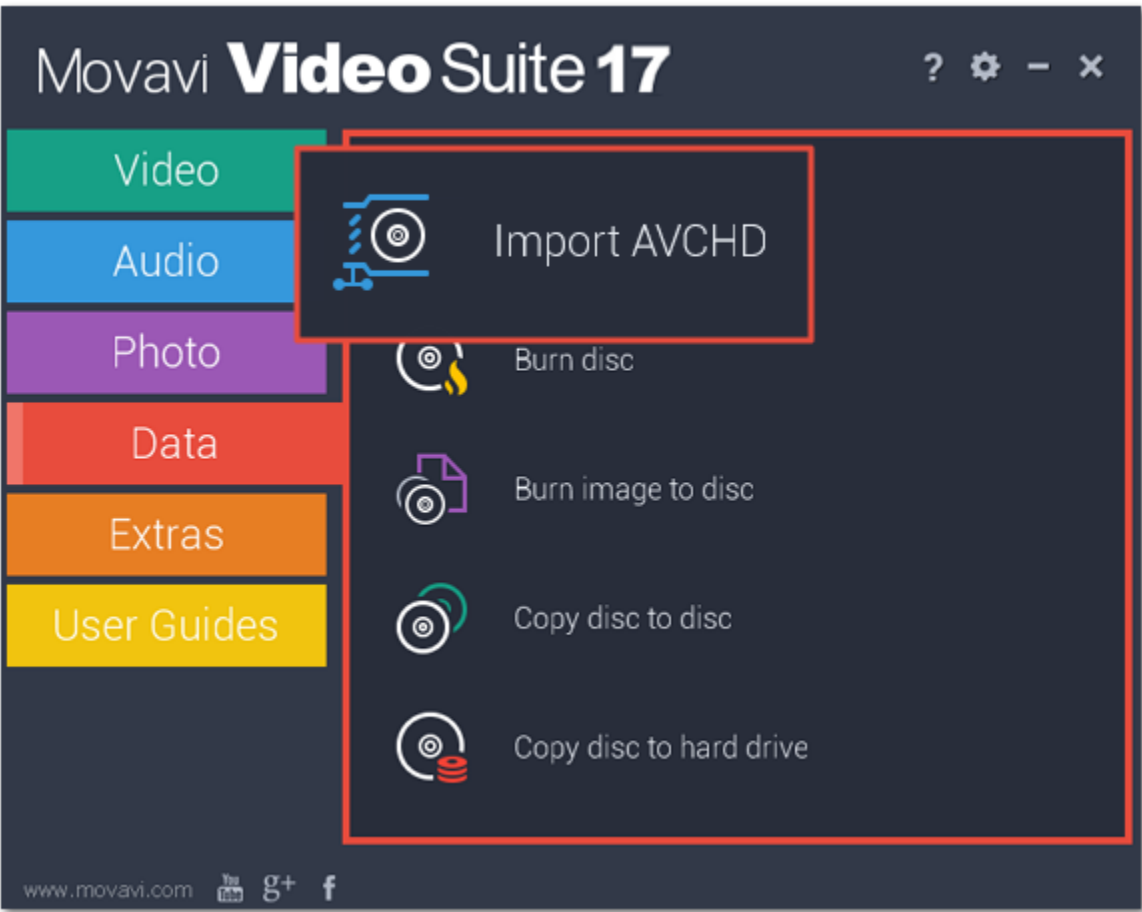 Movavi Video Suite 17
?
Video
Audio
Photo
Data
Extras
User Guides
Import AVCHD
Burn disc
Burn image to disc
Copy disc to disc
Copy disc to hard drive
www.movavi.com You Tube g+ f